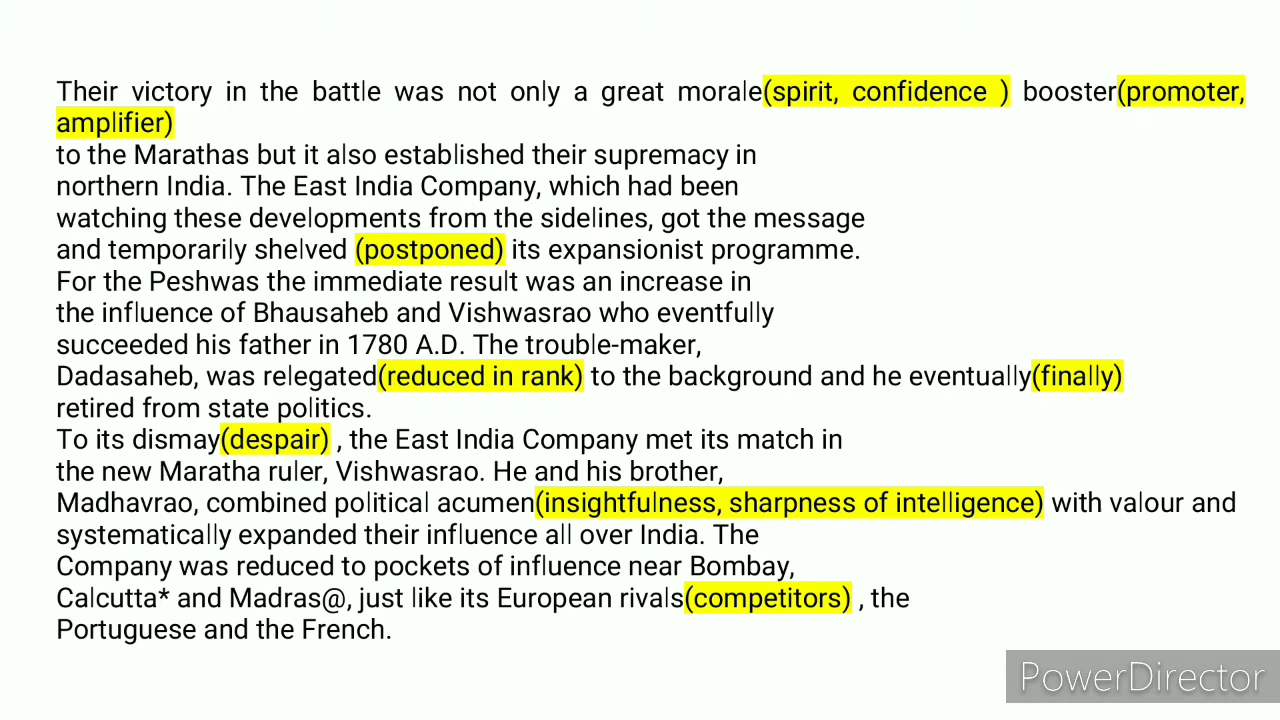 Their victory in the battle was not only a great morale(spirit, confidence ) booster(promoter,
amplifier)
to the Marathas but it also established their supremacy in
northern India. The East India Company, which had been
watching these developments from the sidelines, got the message
and temporarily shelved (postponed) its expansionist programme.
For the Peshwas the immediate result was an increase in
the influence of Bhausaheb and Vishwasrao who eventfully
succeeded his father in 1780 A.D. The trouble-maker,
Dadasaheb, was relegated(reduced in rank) to the background and he eventually(finally)
retired from state politics.
To its dismay(despair) , the East India Company met its match in
the new Maratha ruler, Vishwasrao. He and his brother,
Madhavrao, combined political acumen(insightfulness, sharpness of intelligence) with valour and
systematically expanded their influence all over India. The
Company was reduced to pockets of influence near Bombay,
Calcutta* and Madras@, just like its European rivals(competitors) , the
Portuguese and the French.
PowerDirector